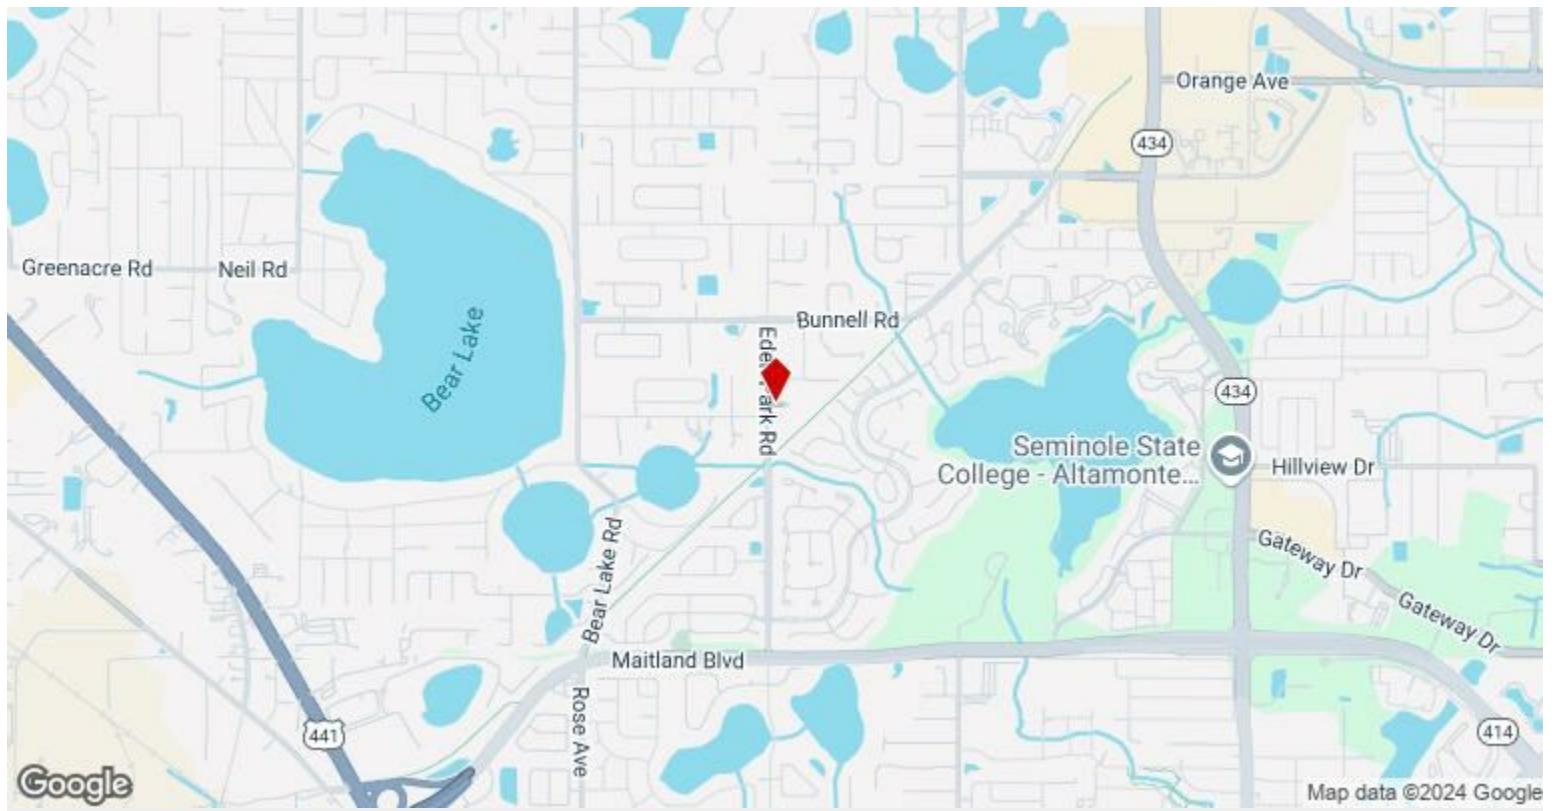 Orange Ave
434
Greenacre Rd
Neil Rd
Bunnell Rd
Bear Lake
434
Seminole State
College - Altamonte...
Hillview Dr
Bear Lake Rd
Gateway Dr
Gateway Dr
Maitland Blvd
Rose Ave
441
414
Google
Map data ©2024 Google